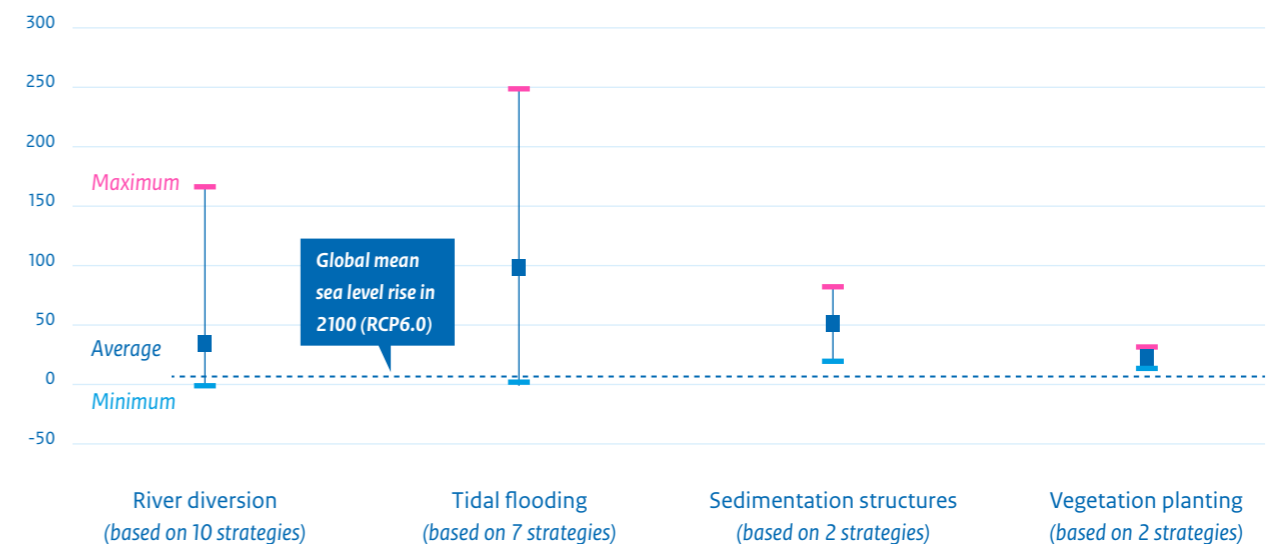 300
250
200
Maximum
150
100
Global mean
sea level rise in
2100 (RCP6.0)
50
Average
0
Minimum
-50
River diversion
(based on 10 strategies)
Tidal flooding
(based on 7 strategies)
Sedimentation structures
(based on 2 strategies)
Vegetation planting
(based on 2 strategies)